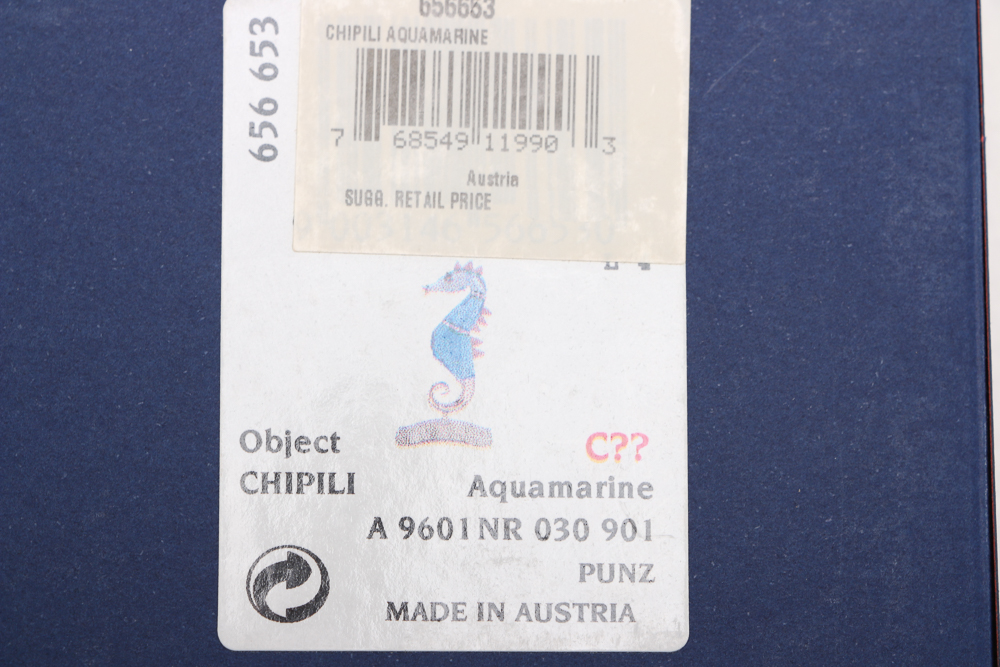 656 653
656663
CHIPILI AQUAMARINE
7 68549 11990 3
Austria
SUGG. RETAIL PRICE
Object
CHIPILI
C??
Aquamarine
A 9601 NR 030 901
PUNZ
MADE IN AUSTRIA